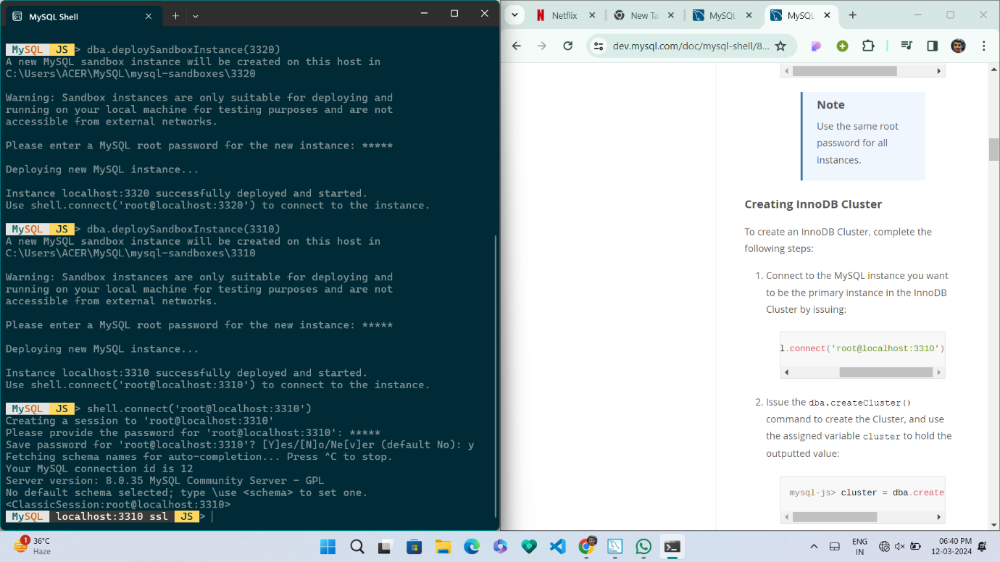 MySQL Shell
MySQL JS > dba.deploySandboxInstance(3320)
A new MySQL sandbox instance will be created on this host in
C:\Users\ACER\MySQL\mysql-sandboxes\3320
Warning: Sandbox instances are only suitable for deploying and
running on your local machine for testing purposes and are not
accessible from external networks.
Please enter a MySQL root password for the new instance: *****
Deploying new MySQL instance...
Instance localhost:3320 successfully deployed and started.
Use shell.connect('root@localhost:3320') to connect to the instance.
MySQL JS > dba.deploySandboxInstance(3310)
A new MySQL sandbox instance will be created on this host in
C:\Users\ACER\MySQL\mysql-sandboxes\3310
Warning: Sandbox instances are only suitable for deploying and
running on your local machine for testing purposes and are not
accessible from external networks.
Please enter a MySQL root password for the new instance: *****
Deploying new MySQL instance...
Instance localhost:3310 successfully deployed and started.
Use shell.connect('root@localhost:3310') to connect to the instance.
MySQL JS > shell.connect('root@localhost:3310')
Creating a session to 'root@localhost:3310'
Please provide the password for 'root@localhost:3310': *****
Save password for 'root@localhost:3310'? [Y]es/[N]o/Ne[v]er (default No): y
Fetching schema names for auto-completion... Press ^C to stop.
Your MySQL connection id is 12
Server version: 8.0.35 MySQL Community Server - GPL
No default schema selected; type \use <schema> to set one.
<ClassicSession:root@localhost:3310>
MySQL localhost:3310 ssl JS >
Netflix
New Ta
MySQL
MySQL
dev.mysql.com/doc/mysql-shell/8...
Note
Use the same root
password for all
instances.
Creating InnoDB Cluster
To create an InnoDB Cluster, complete the
following steps:
1. Connect to the MySQL instance you want
to be the primary instance in the InnoDB
Cluster by issuing:
l.connect('root@localhost:3310')
2. Issue the dba.createCluster()
command to create the Cluster, and use
the assigned variable cluster to hold the
outputted value:
mysql-js> cluster = dba.create
1
36°C
Haze
ENG
IN
06:40 PM
12-03-2024